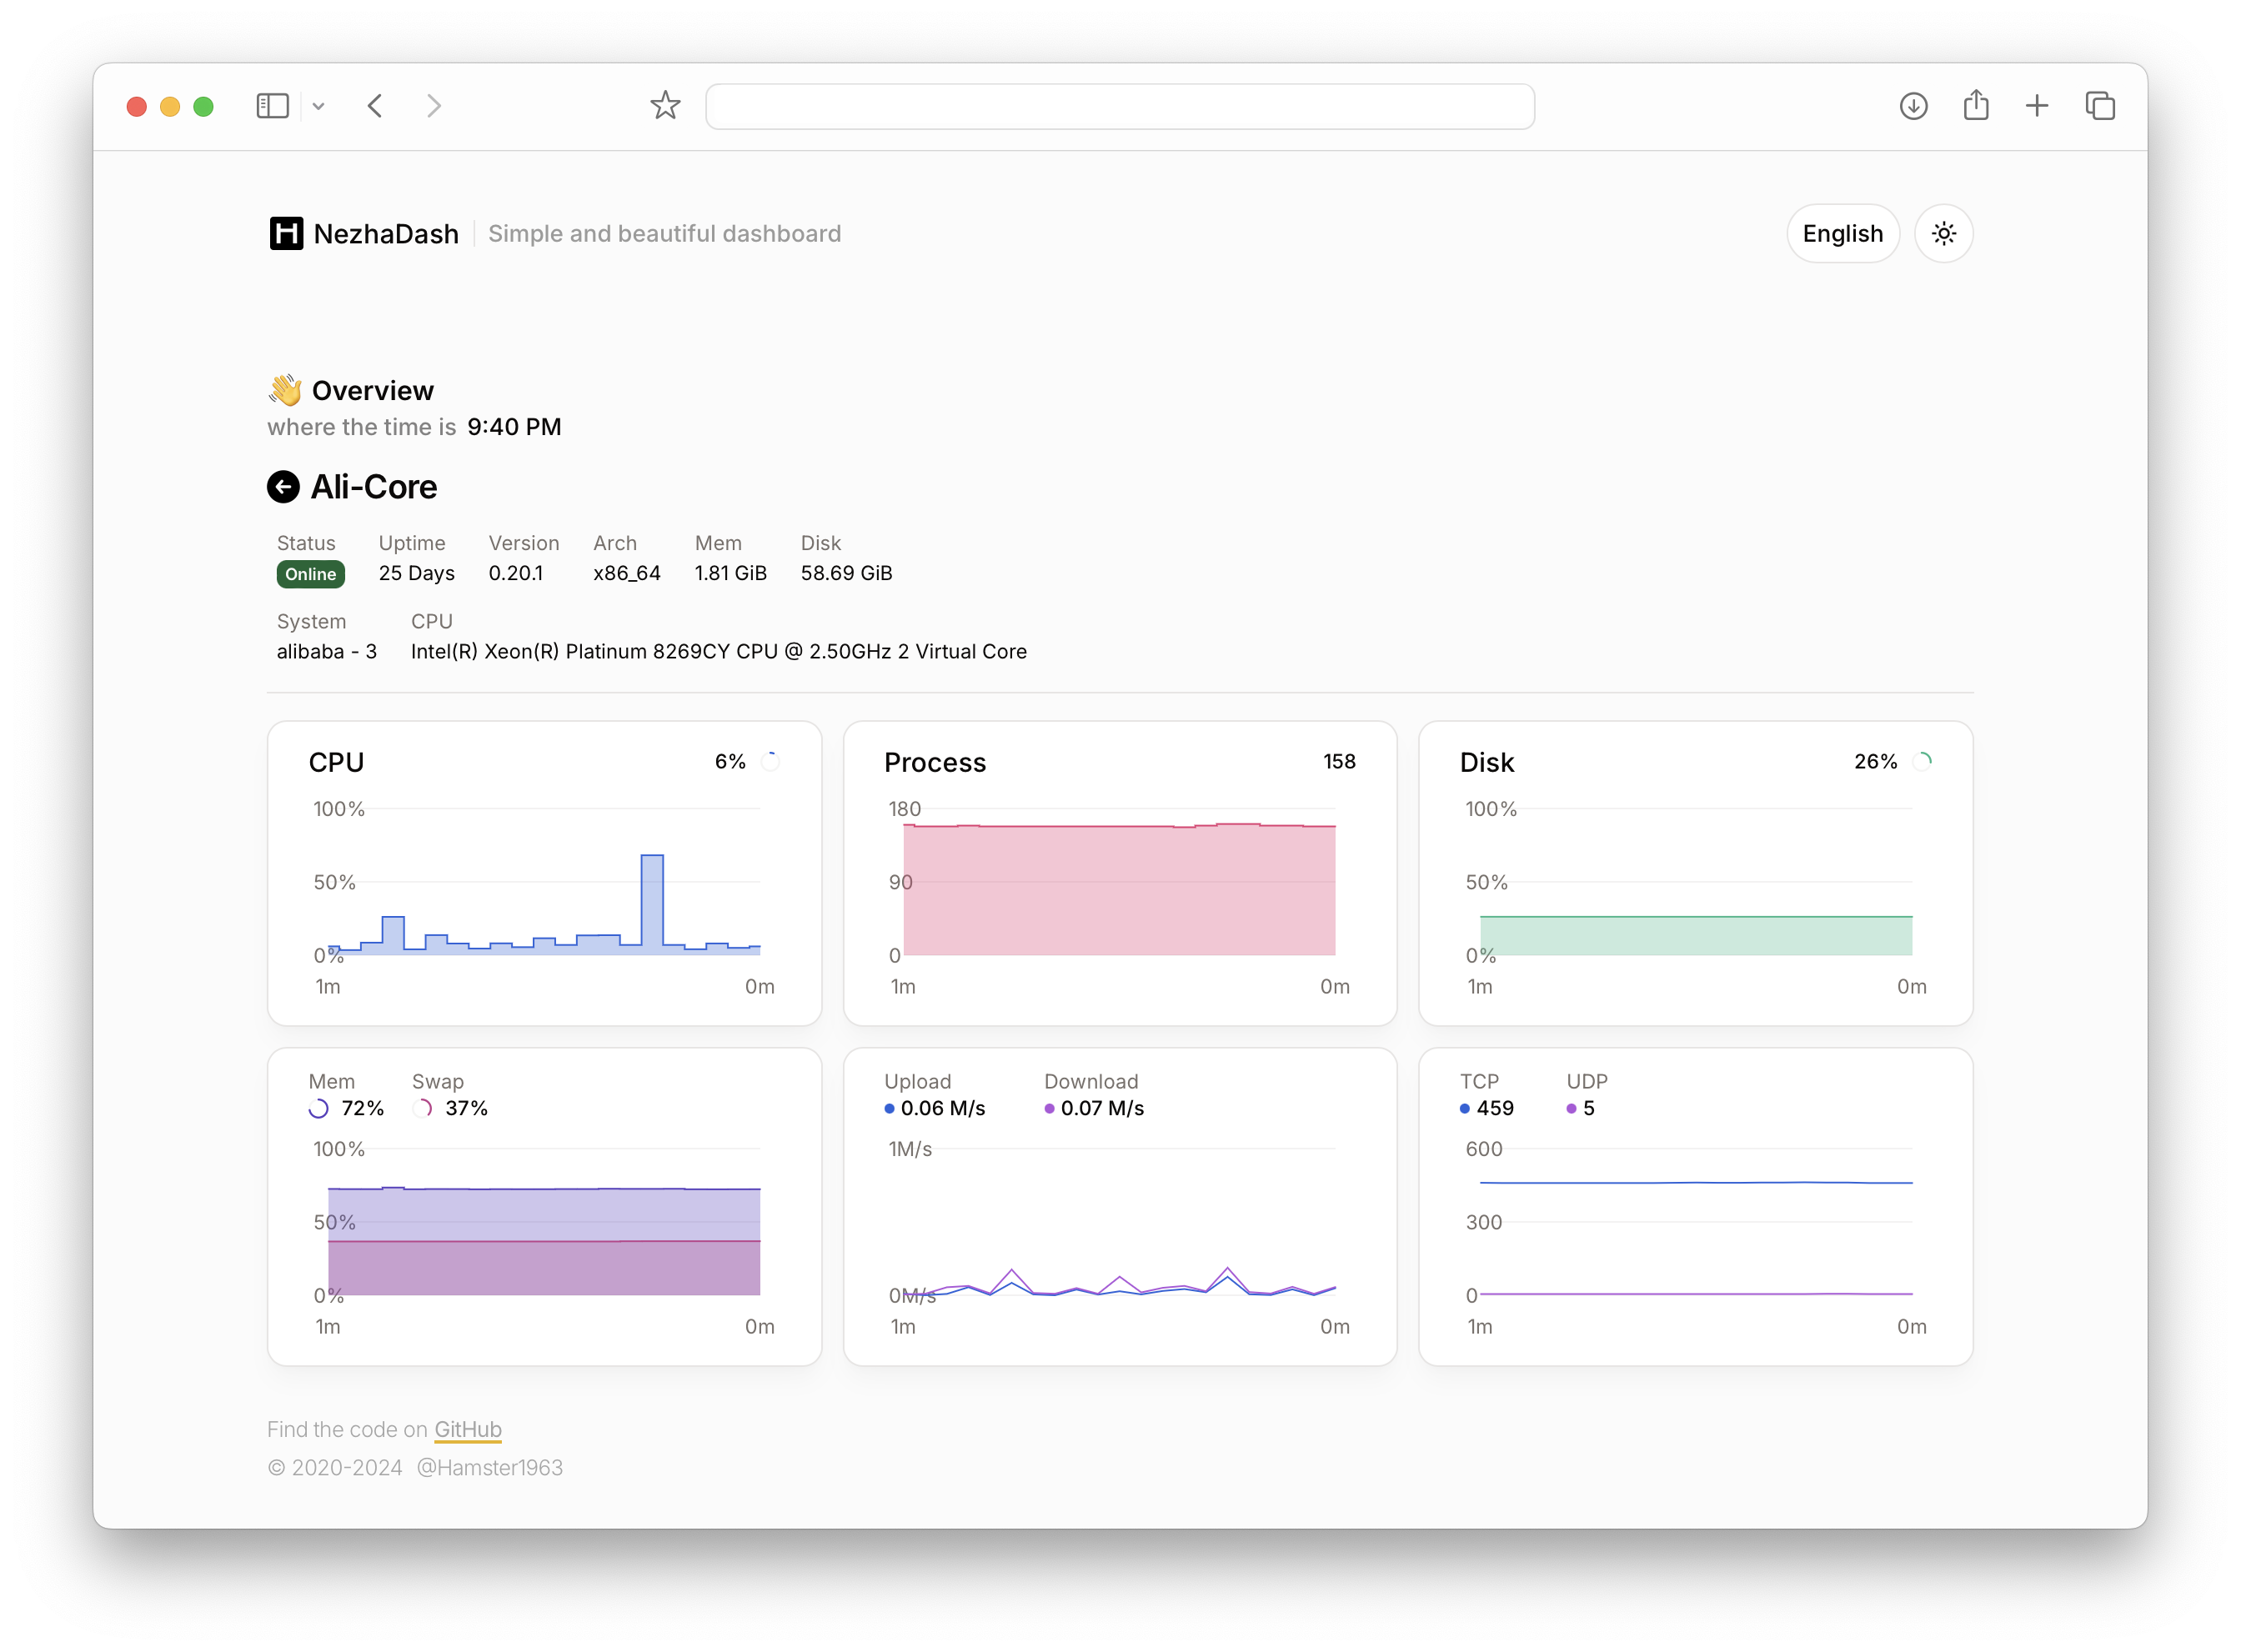 NezhaDash Simple and beautiful dashboard English
👋 Overview
where the time is 9:40 PM
Ali-Core
Status Uptime Version Arch Mem Disk
Online 25 Days 0.20.1 x86_64 1.81 GiB 58.69 GiB
System CPU
alibaba - 3 Intel(R) Xeon(R) Platinum 8269CY CPU @ 2.50GHz 2 Virtual Core
CPU 6%
100%
50%
0%
1m 0m
Process 158
180
90
0
1m 0m
Disk 26%
100%
50%
0%
1m 0m
Mem Swap
72% 37%
100%
50%
0%
1m 0m
Upload Download
0.06 M/s 0.07 M/s
1M/s
0M/s
1m 0m
TCP UDP
459 5
600
300
0
1m 0m
Find the code on GitHub
© 2020-2024 @Hamster1963